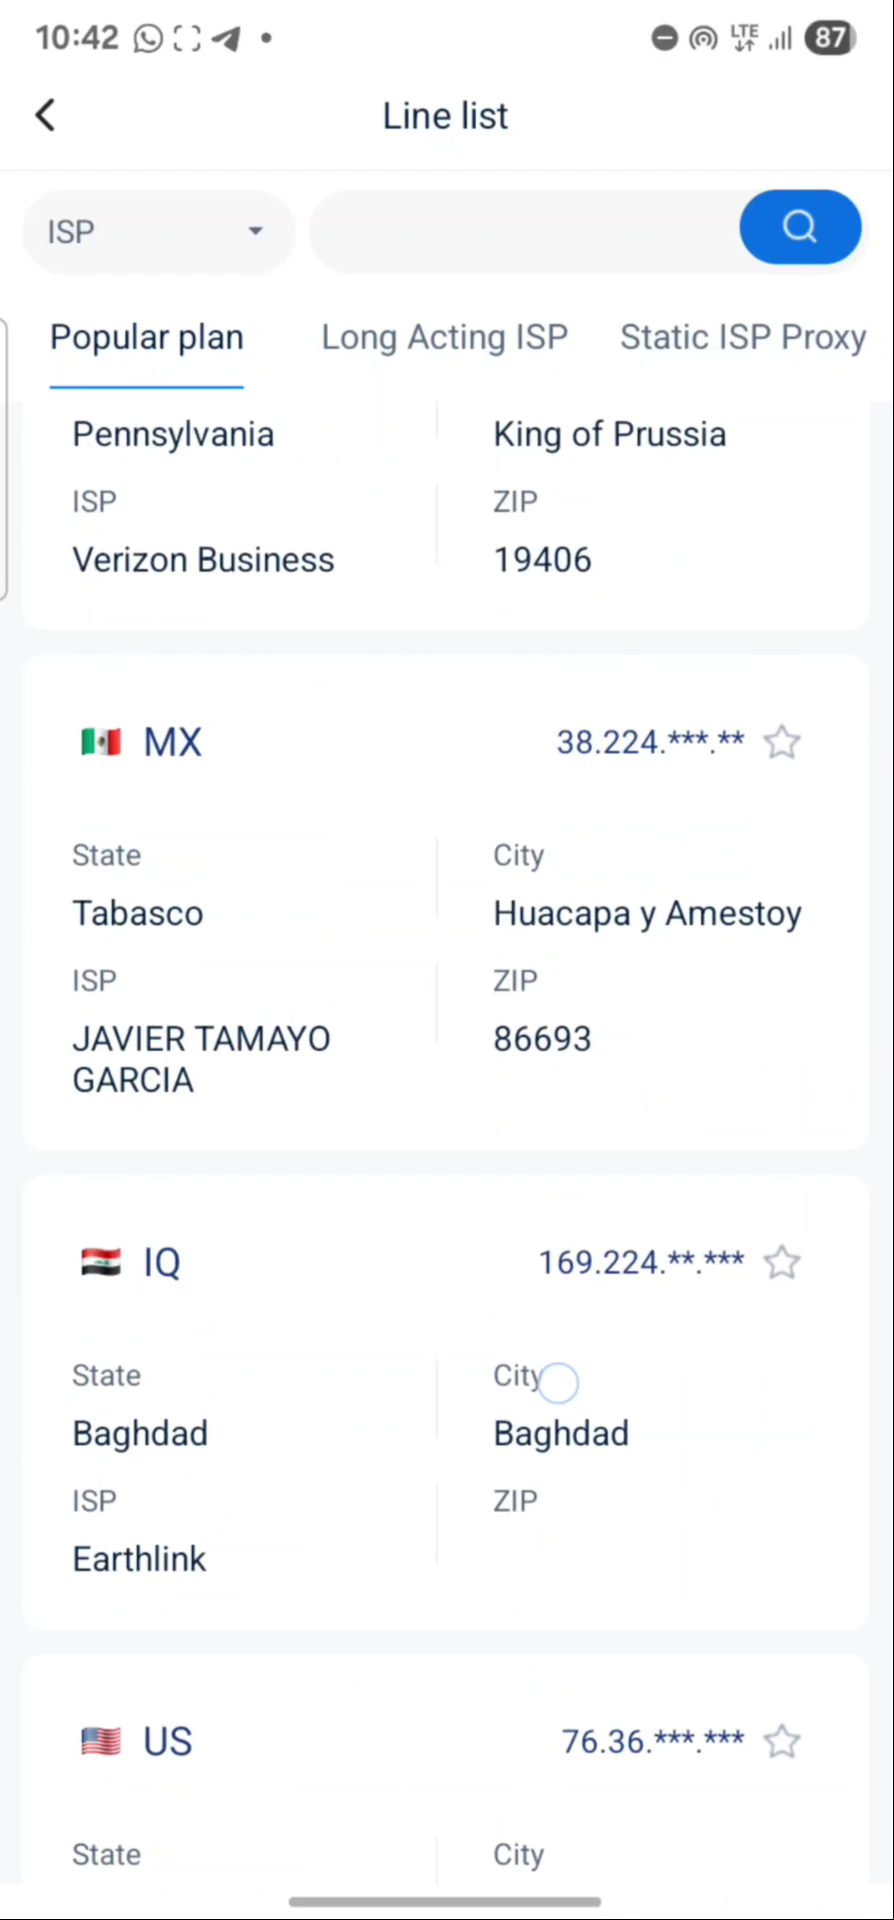 10:42 LTE 87
Line list
ISP
Popular plan Long Acting ISP Static ISP Proxy
Pennsylvania King of Prussia
ISP ZIP
Verizon Business 19406
MX 38.224.***.**
State City
Tabasco Huacapa y Amestoy
ISP ZIP
JAVIER TAMAYO 86693
GARCIA
IQ 169.224.**.***
State City
Baghdad Baghdad
ISP ZIP
Earthlink
US 76.36.***.***
State City